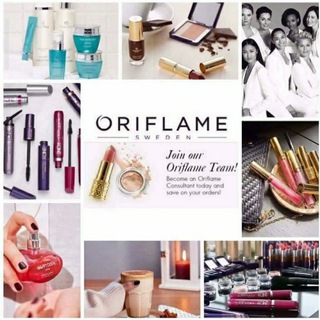 ORIFLAME
SWEDEN
Join our
Oriflame Team!
Become an Oriflame
Consultant today and
save on your orders!